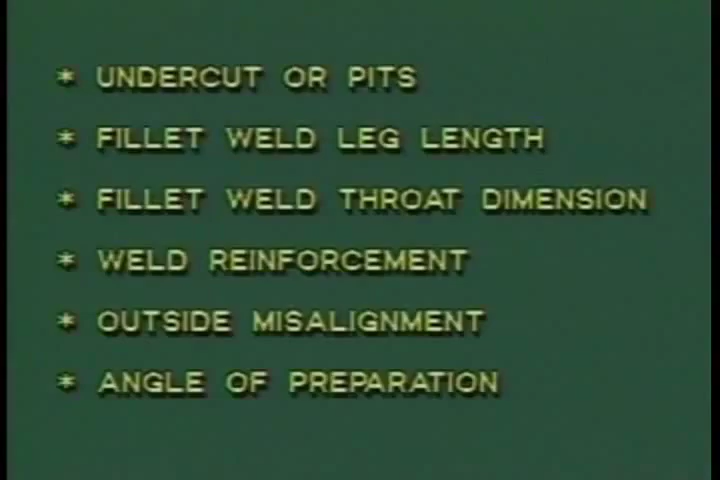 * UNDERCUT OR PITS
* FILLET WELD LEG LENGTH
* FILLET WELD THROAT DIMENSION
* WELD REINFORCEMENT
* OUTSIDE MISALIGNMENT
* ANGLE OF PREPARATION